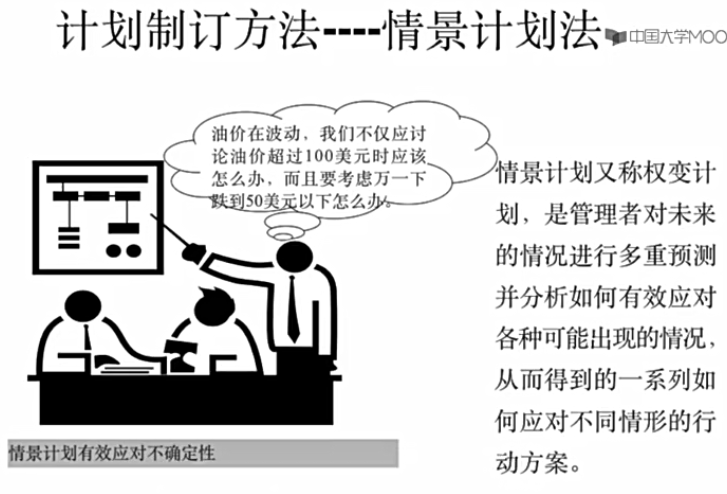 计划制订方法----情景计划法
中国大学MOO
油价在波动，我们不仅应讨
论油价超过100美元时应该
怎么办，而且要考虑万一下
跌到50美元以下怎么办。
情景计划又称权变计
划，是管理者对未来
的情况进行多重预测
并分析如何有效应对
各种可能出现的情况，
从而得到的一系列如
何应对不同情形的行
动方案。
情景计划有效应对不确定性